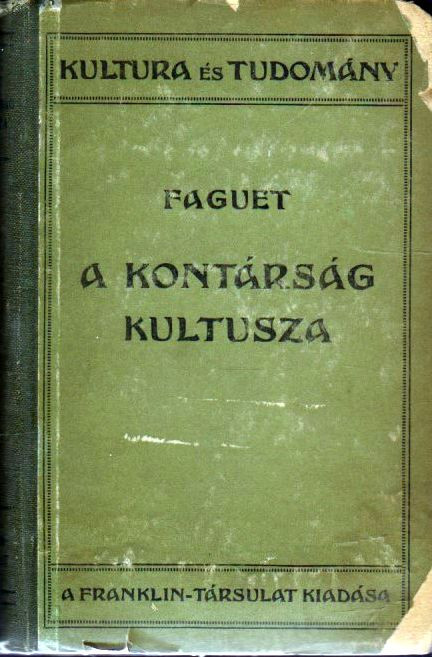 KULTURA ÉS TUDOMÁNY
FAGUET
A KONTÁRSÁG
KULTUSZA
A FRANKLIN-TÁRSULAT KIADÁSA